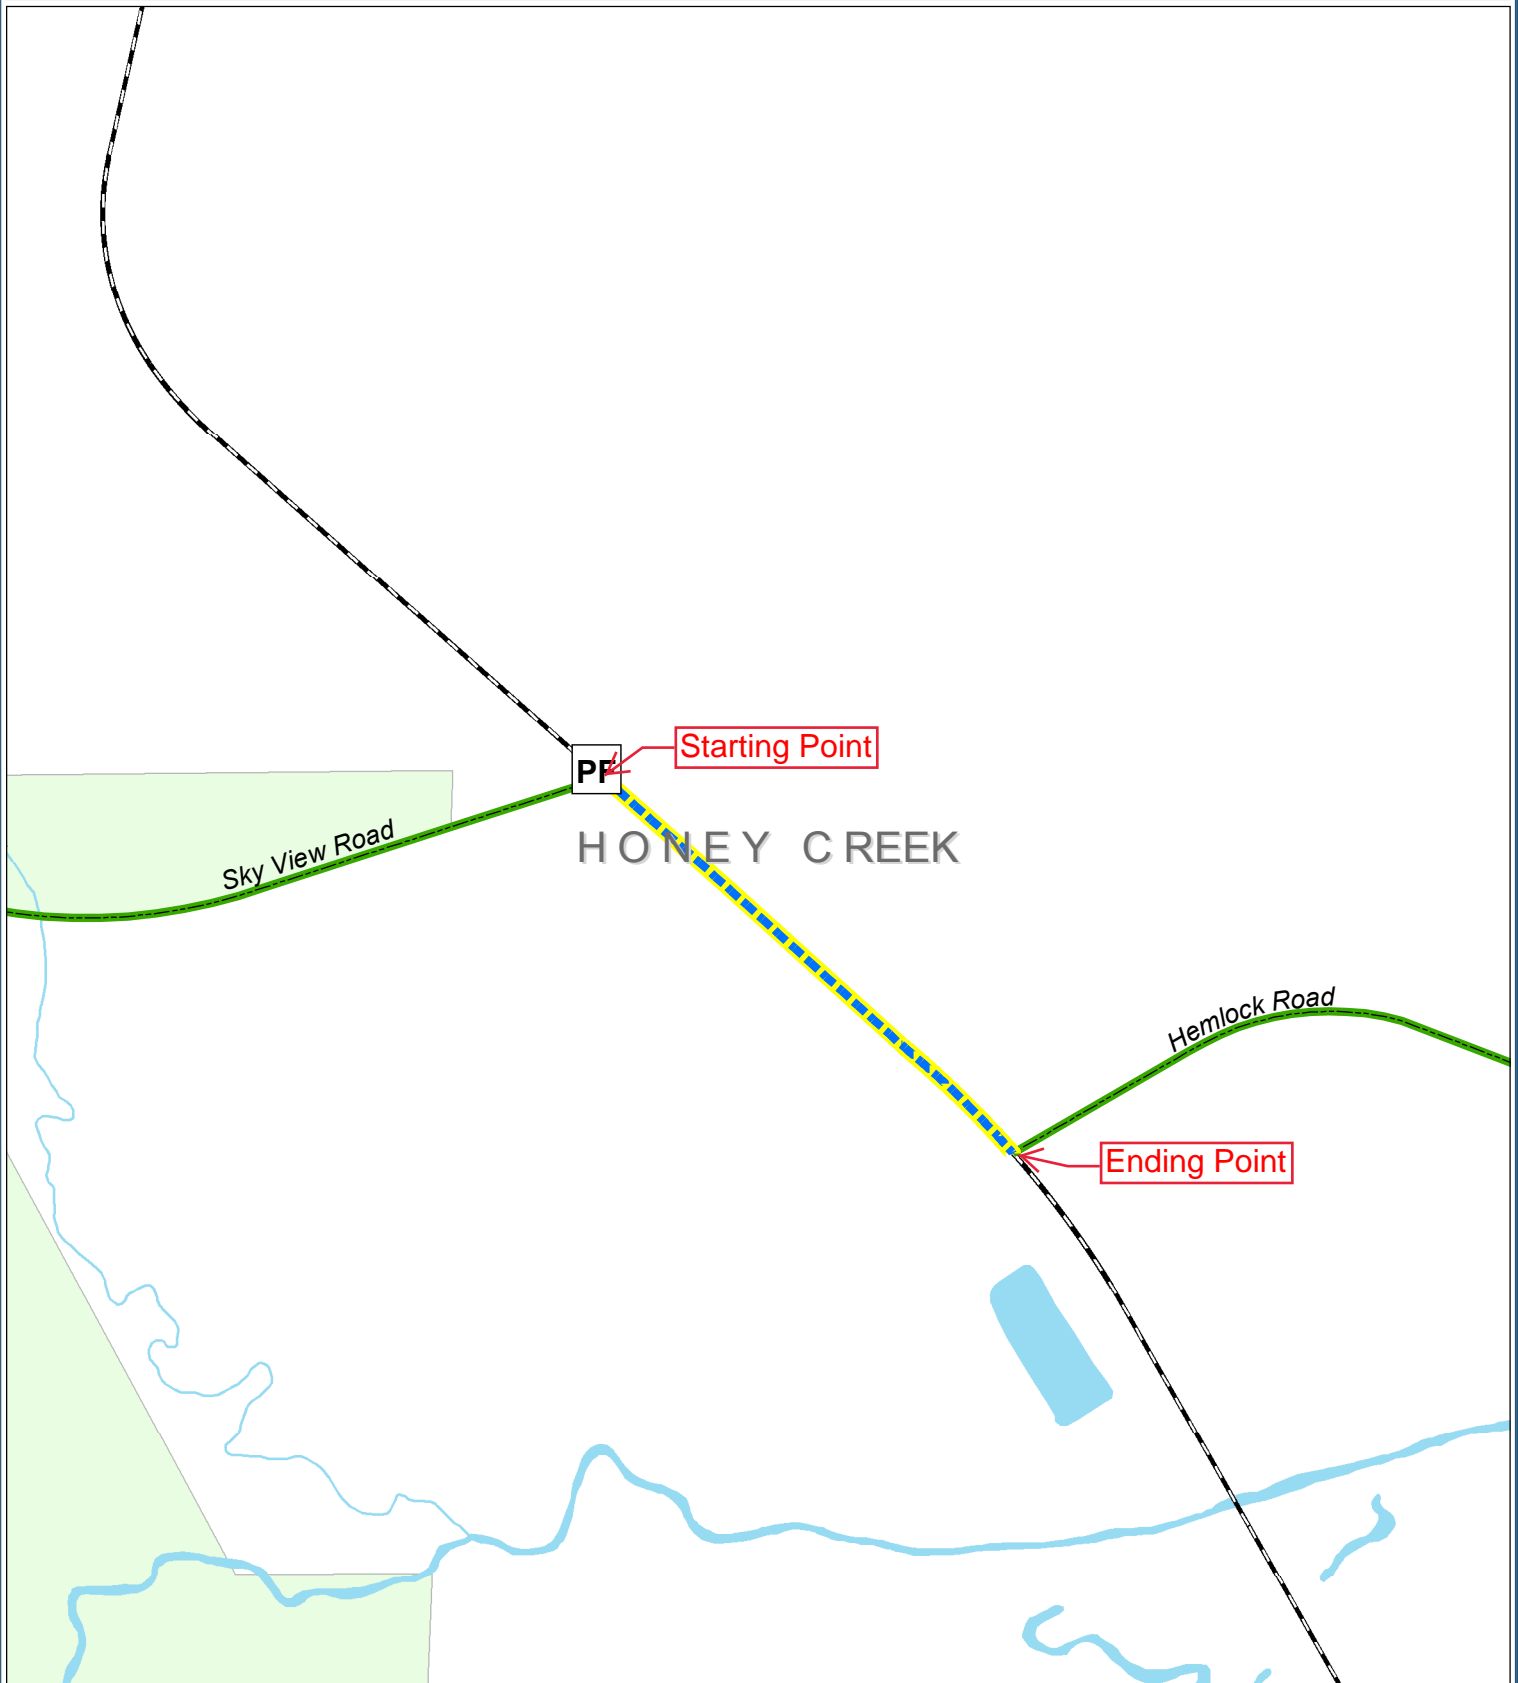 Starting Point
PF
HONEY CREEK
Sky View Road
Hemlock Road
Ending Point